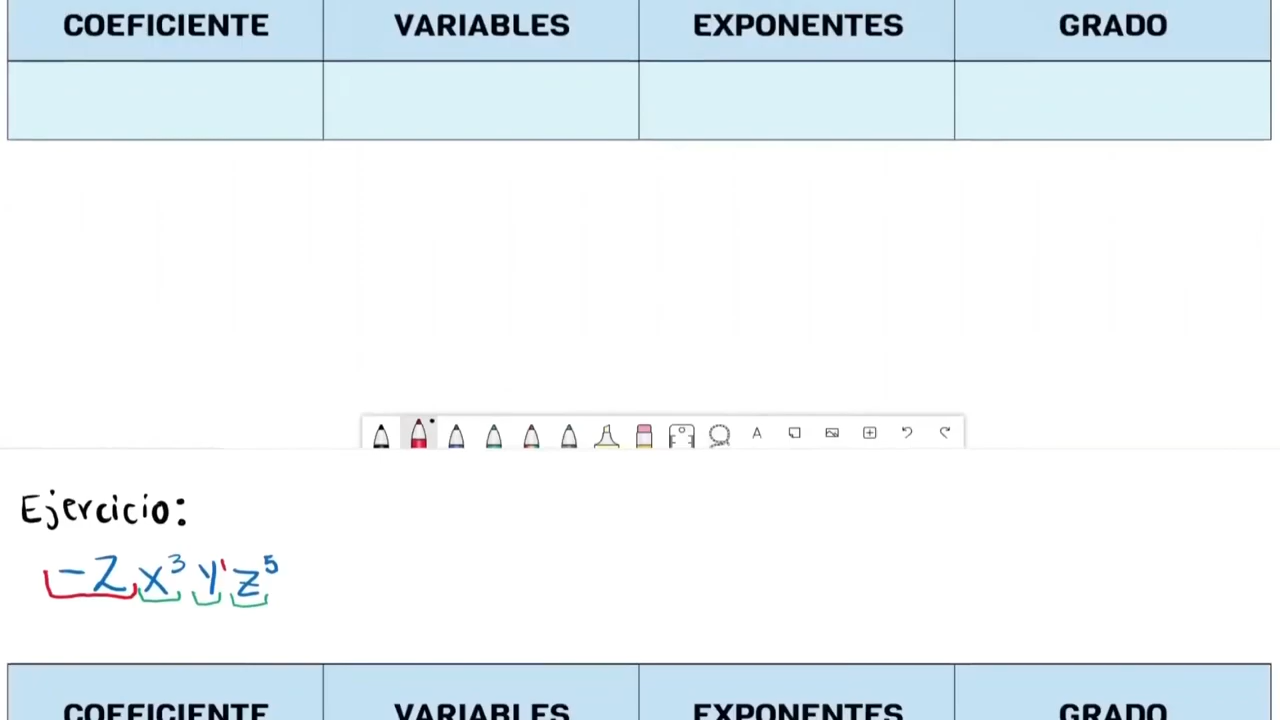 COEFICIENTE VARIABLES EXPONENTES GRADO
A
Ejercicio:
-2x³y¹z⁵
COEFICIENTE VARIABLES EXPONENTES GRADO